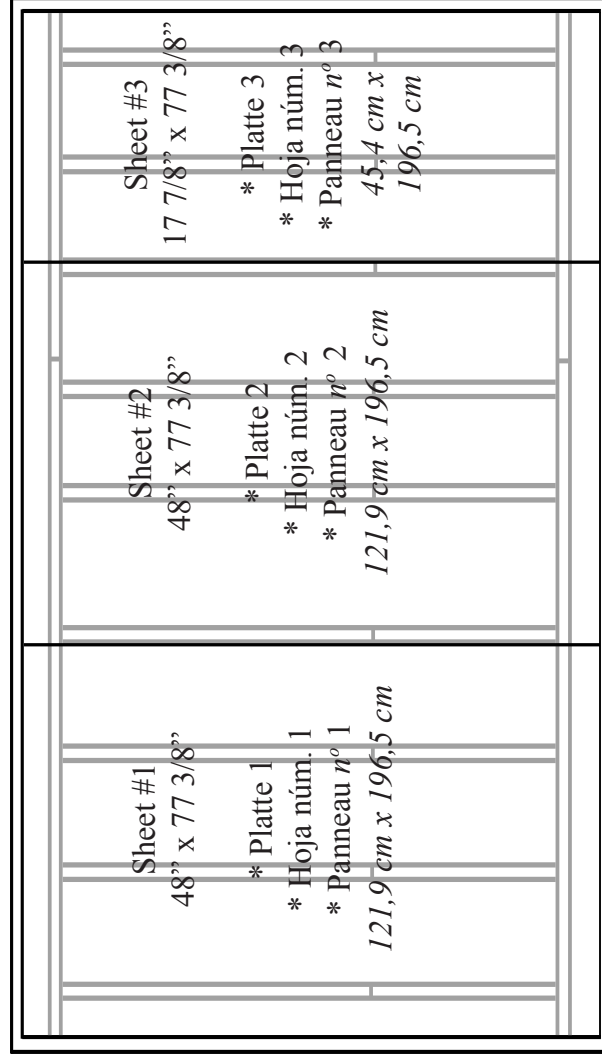 Sheet #1
48” x 77 3/8”
* Platte 1
* Hoja núm. 1
* Panneau nº 1
121,9 cm x 196,5 cm
Sheet #2
48” x 77 3/8”
* Platte 2
* Hoja núm. 2
* Panneau nº 2
121,9 cm x 196,5 cm
Sheet #3
17 7/8” x 77 3/8”
* Platte 3
* Hoja núm. 3
* Panneau nº 3
45,4 cm x
196,5 cm